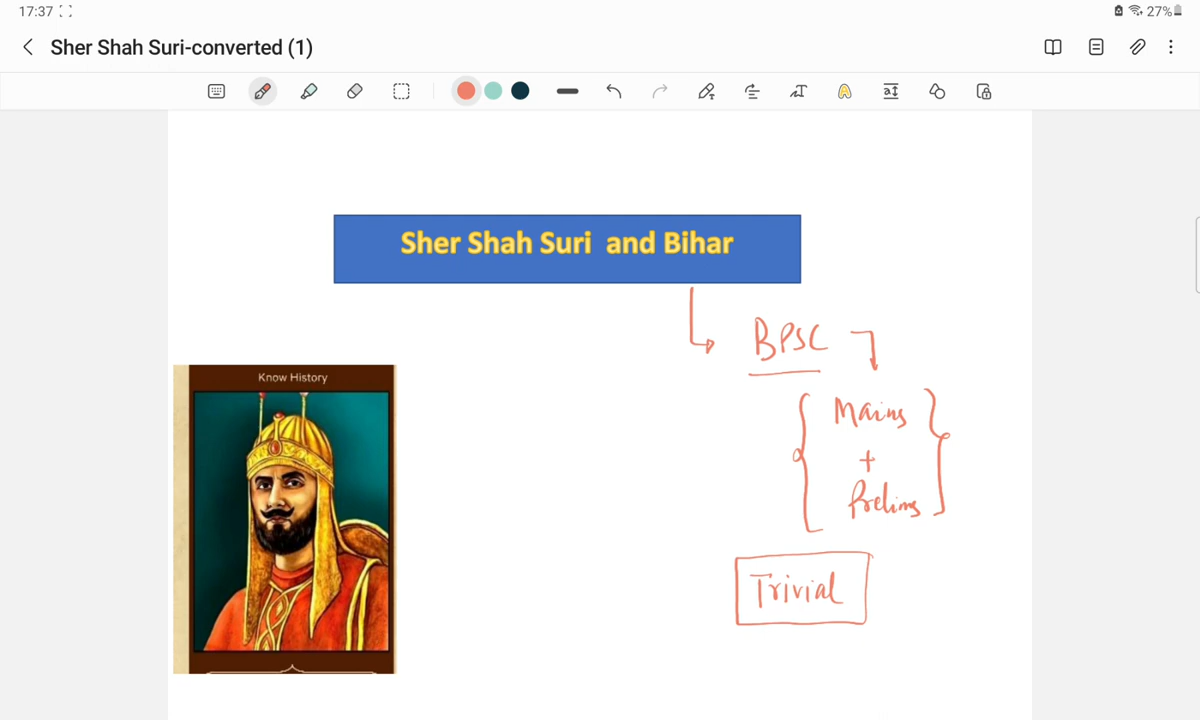 17:37
27%
Sher Shah Suri-converted (1)
Sher Shah Suri and Bihar
BPSC
Know History
Mains
+
Prelims
Trivial